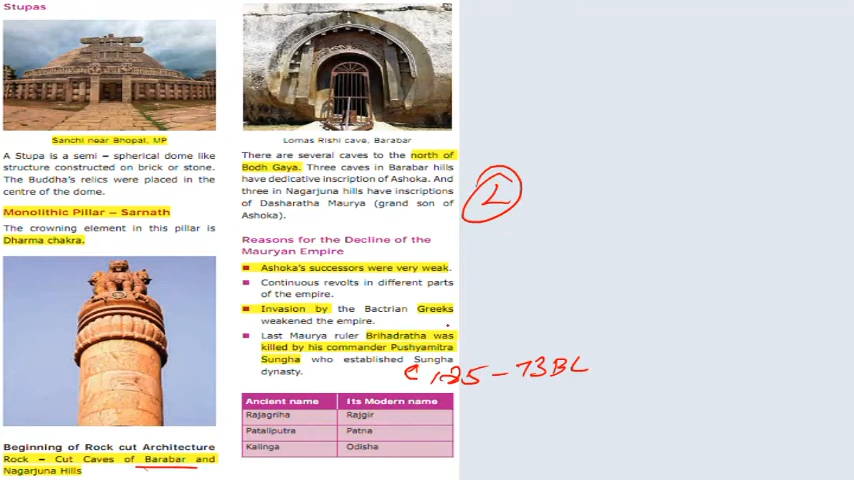 Stupas
Sanchi near Bhopal, MP
A Stupa is a semi – spherical dome like
structure constructed on brick or stone.
The Buddha's relics were placed in the
centre of the dome.
Monolithic Pillar – Sarnath
The crowning element in this pillar is
Dharma chakra.
Beginning of Rock cut Architecture
Rock – Cut Caves of Barabar and
Nagarjuna Hills
Lomas Rishi cave, Barabar
There are several caves to the north of
Bodh Gaya. Three caves in Barabar hills
have dedicative inscription of Ashoka. And
three in Nagarjuna hills have inscriptions
of Dasharatha Maurya (grand son of
Ashoka).
Reasons for the Decline of the
Mauryan Empire
Ashoka's successors were very weak.
Continuous revolts in different parts
of the empire.
Invasion by the Bactrian Greeks
weakened the empire.
Last Maurya ruler Brihadratha was
killed by his commander Pushyamitra
Sungha who established Sungha
dynasty.
Ancient name Its Modern name
Rajagriha Rajgir
Pataliputra Patna
Kalinga Odisha